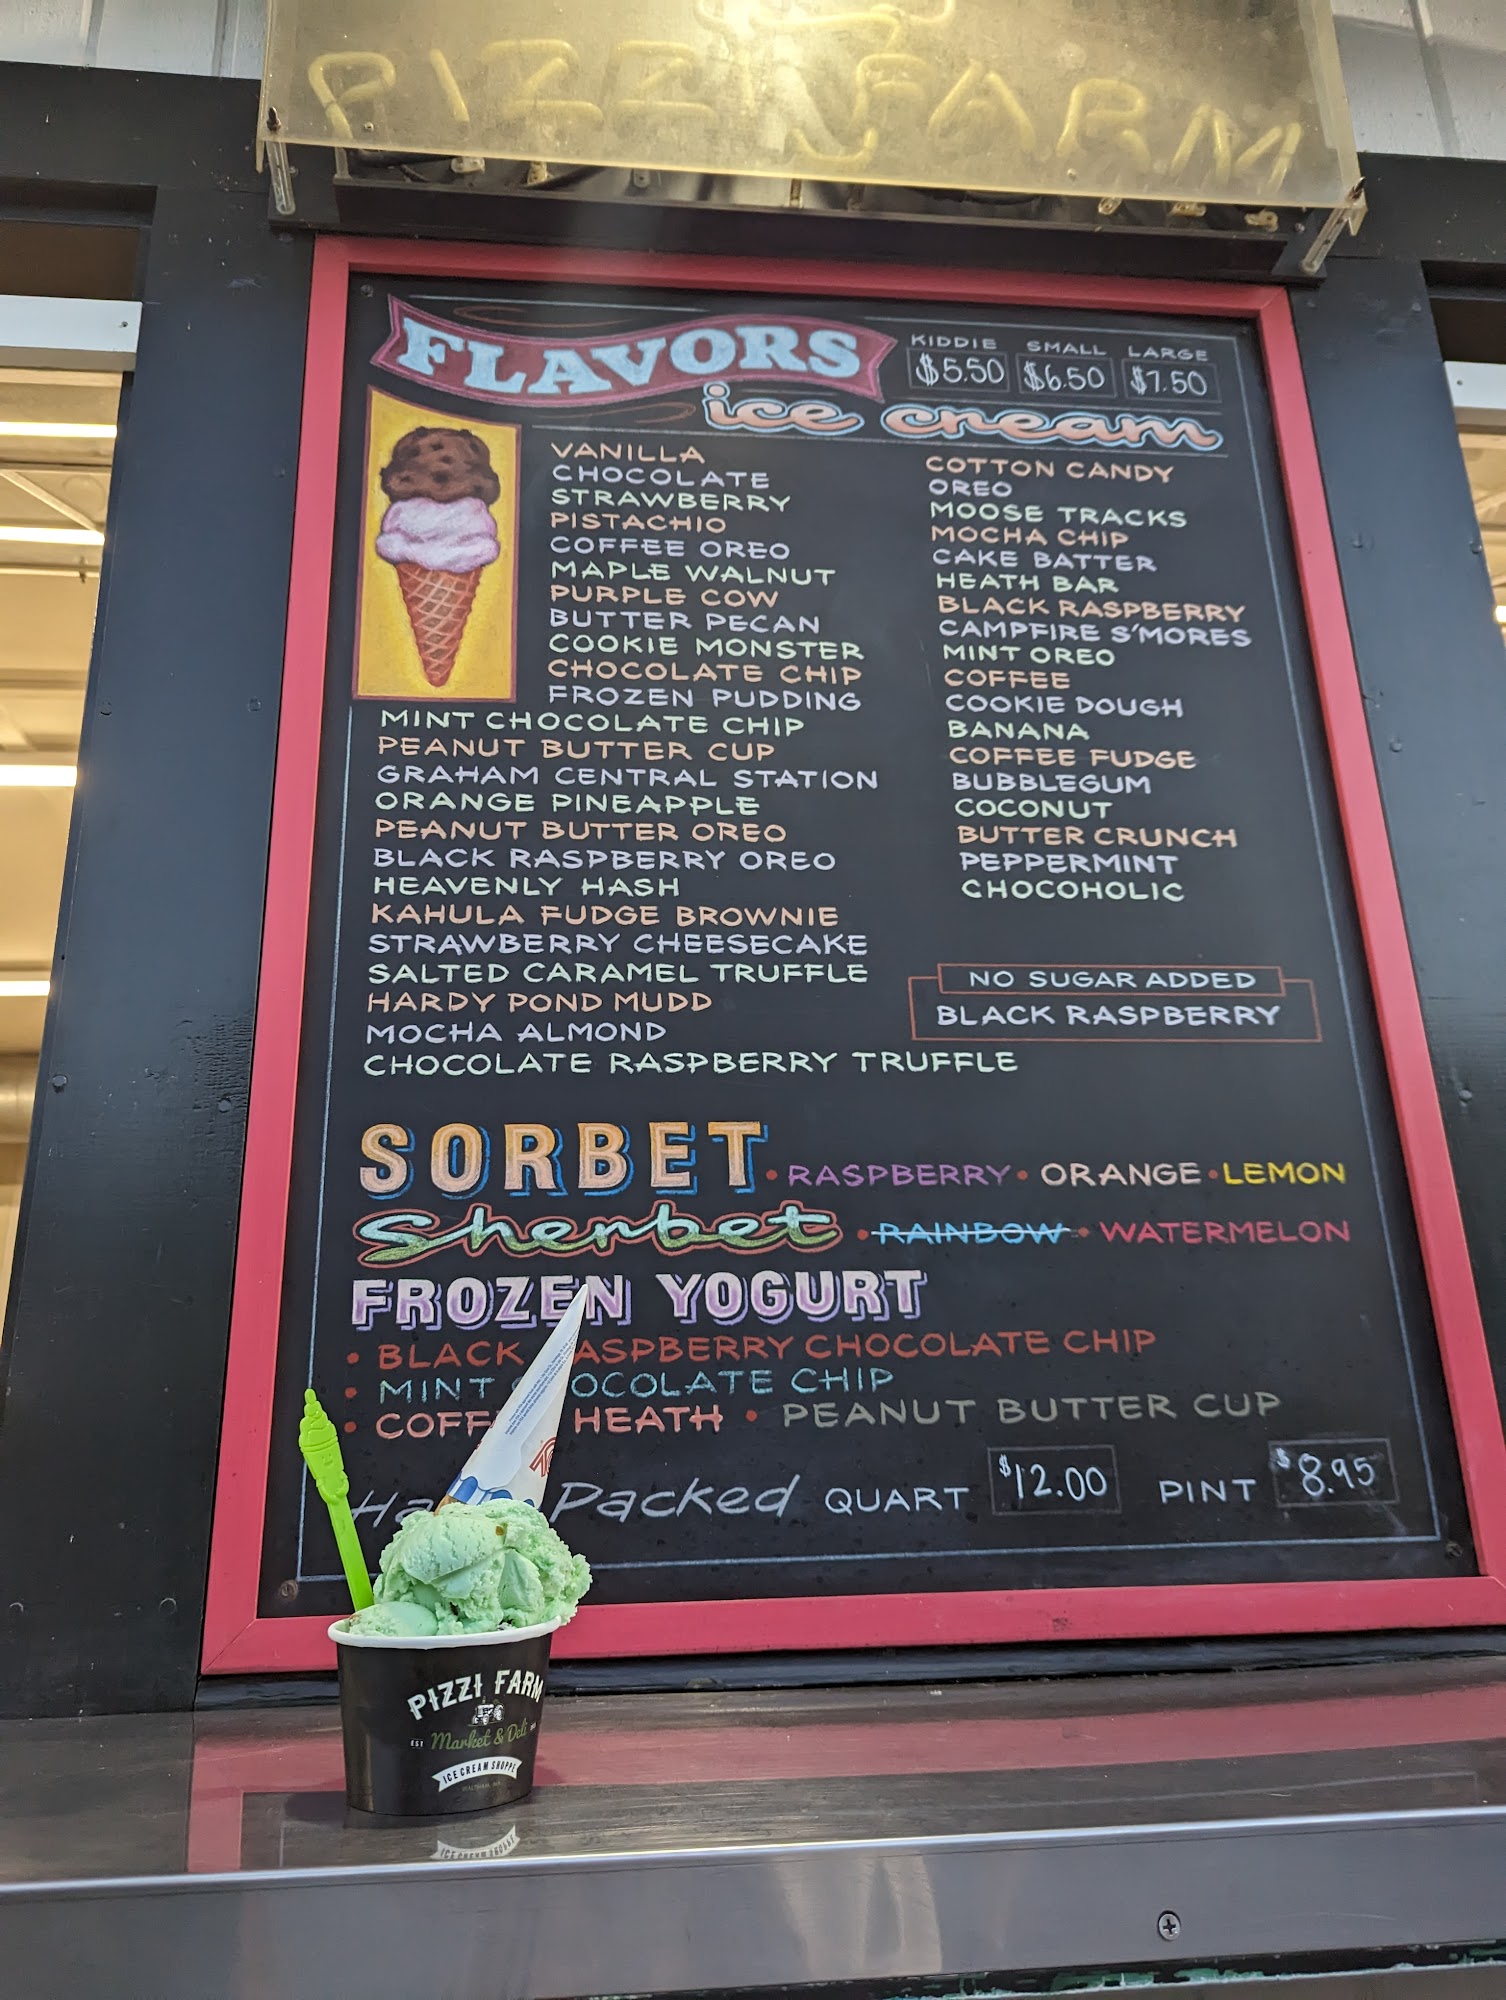 PIZZI FARM
FLAVORS
KIDDIE SMALL LARGE
$5.50 $6.50 $7.50
ice cream
VANILLA
CHOCOLATE
STRAWBERRY
PISTACHIO
COFFEE OREO
MAPLE WALNUT
PURPLE COW
BUTTER PECAN
COOKIE MONSTER
CHOCOLATE CHIP
FROZEN PUDDING
MINT CHOCOLATE CHIP
PEANUT BUTTER CUP
GRAHAM CENTRAL STATION
ORANGE PINEAPPLE
PEANUT BUTTER OREO
BLACK RASPBERRY OREO
HEAVENLY HASH
KAHULA FUDGE BROWNIE
STRAWBERRY CHEESECAKE
SALTED CARAMEL TRUFFLE
HARDY POND MUDD
MOCHA ALMOND
CHOCOLATE RASPBERRY TRUFFLE
COTTON CANDY
OREO
MOOSE TRACKS
MOCHA CHIP
CAKE BATTER
HEATH BAR
BLACK RASPBERRY
CAMPFIRE S'MORES
MINT OREO
COFFEE
COOKIE DOUGH
BANANA
COFFEE FUDGE
BUBBLEGUM
COCONUT
BUTTER CRUNCH
PEPPERMINT
CHOCOHOLIC
NO SUGAR ADDED
BLACK RASPBERRY
SORBET • RASPBERRY • ORANGE • LEMON
Sherbet • RAINBOW • WATERMELON
FROZEN YOGURT
• BLACK RASPBERRY CHOCOLATE CHIP
• MINT CHOCOLATE CHIP
• COFFEE HEATH • PEANUT BUTTER CUP
Packed QUART $12.00 PINT $8.95
PIZZI FARM
EST Market & Deli
ICE CREAM SHOPPE
WALTHAM, MA